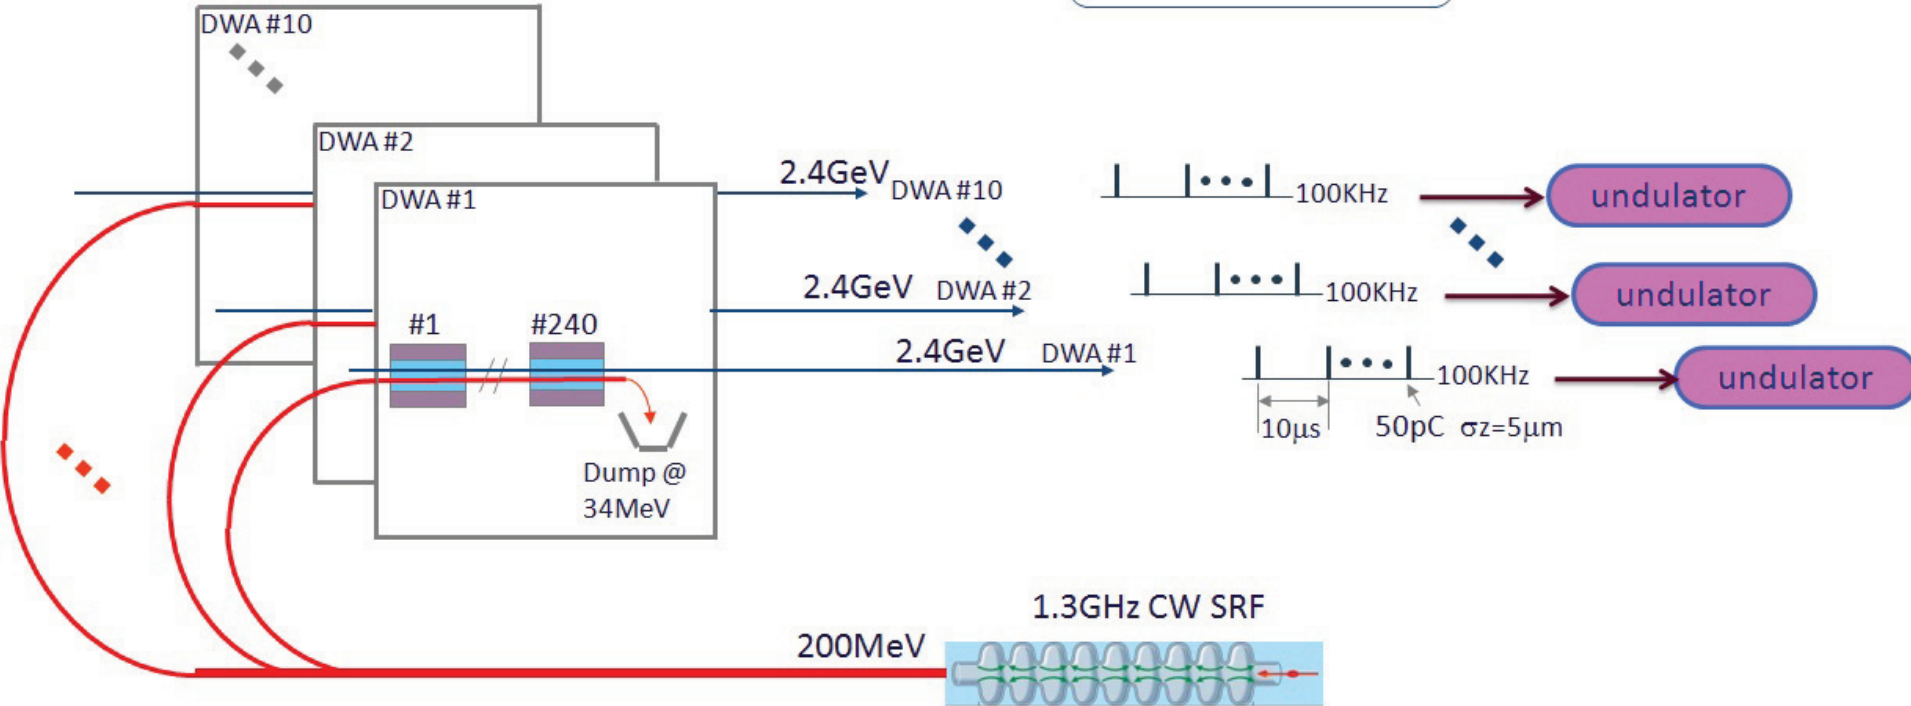 DWA #10
DWA #2
DWA #1
2.4GeV DWA #10
100KHz
undulator
2.4GeV DWA #2
100KHz
undulator
#1
#240
2.4GeV DWA #1
100KHz
undulator
10μs
50pC σz=5μm
Dump @
34MeV
1.3GHz CW SRF
200MeV